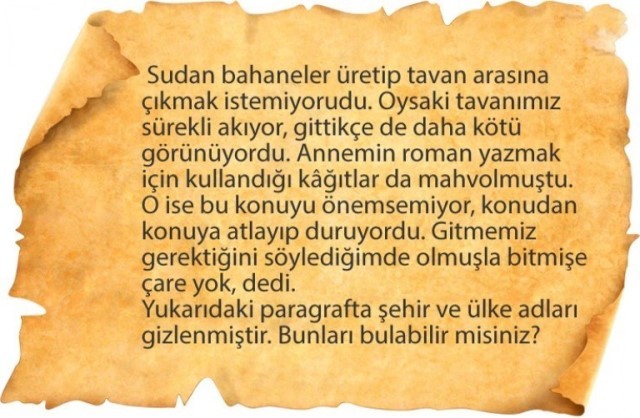 Sudan bahaneler üretip tavan arasına
çıkmak istemiyorudu. Oysaki tavanımız
sürekli akıyor, gittikçe de daha kötü
görünüyordu. Annemin roman yazmak
için kullandığı kâğıtlar da mahvolmuştu.
O ise bu konuyu önemsemiyor, konudan
konuya atlayıp duruyordu. Gitmemiz
gerektiğini söylediğimde olmuşla bitmişe
çare yok, dedi.
Yukarıdaki paragrafta şehir ve ülke adları
gizlenmiştir. Bunları bulabilir misiniz?